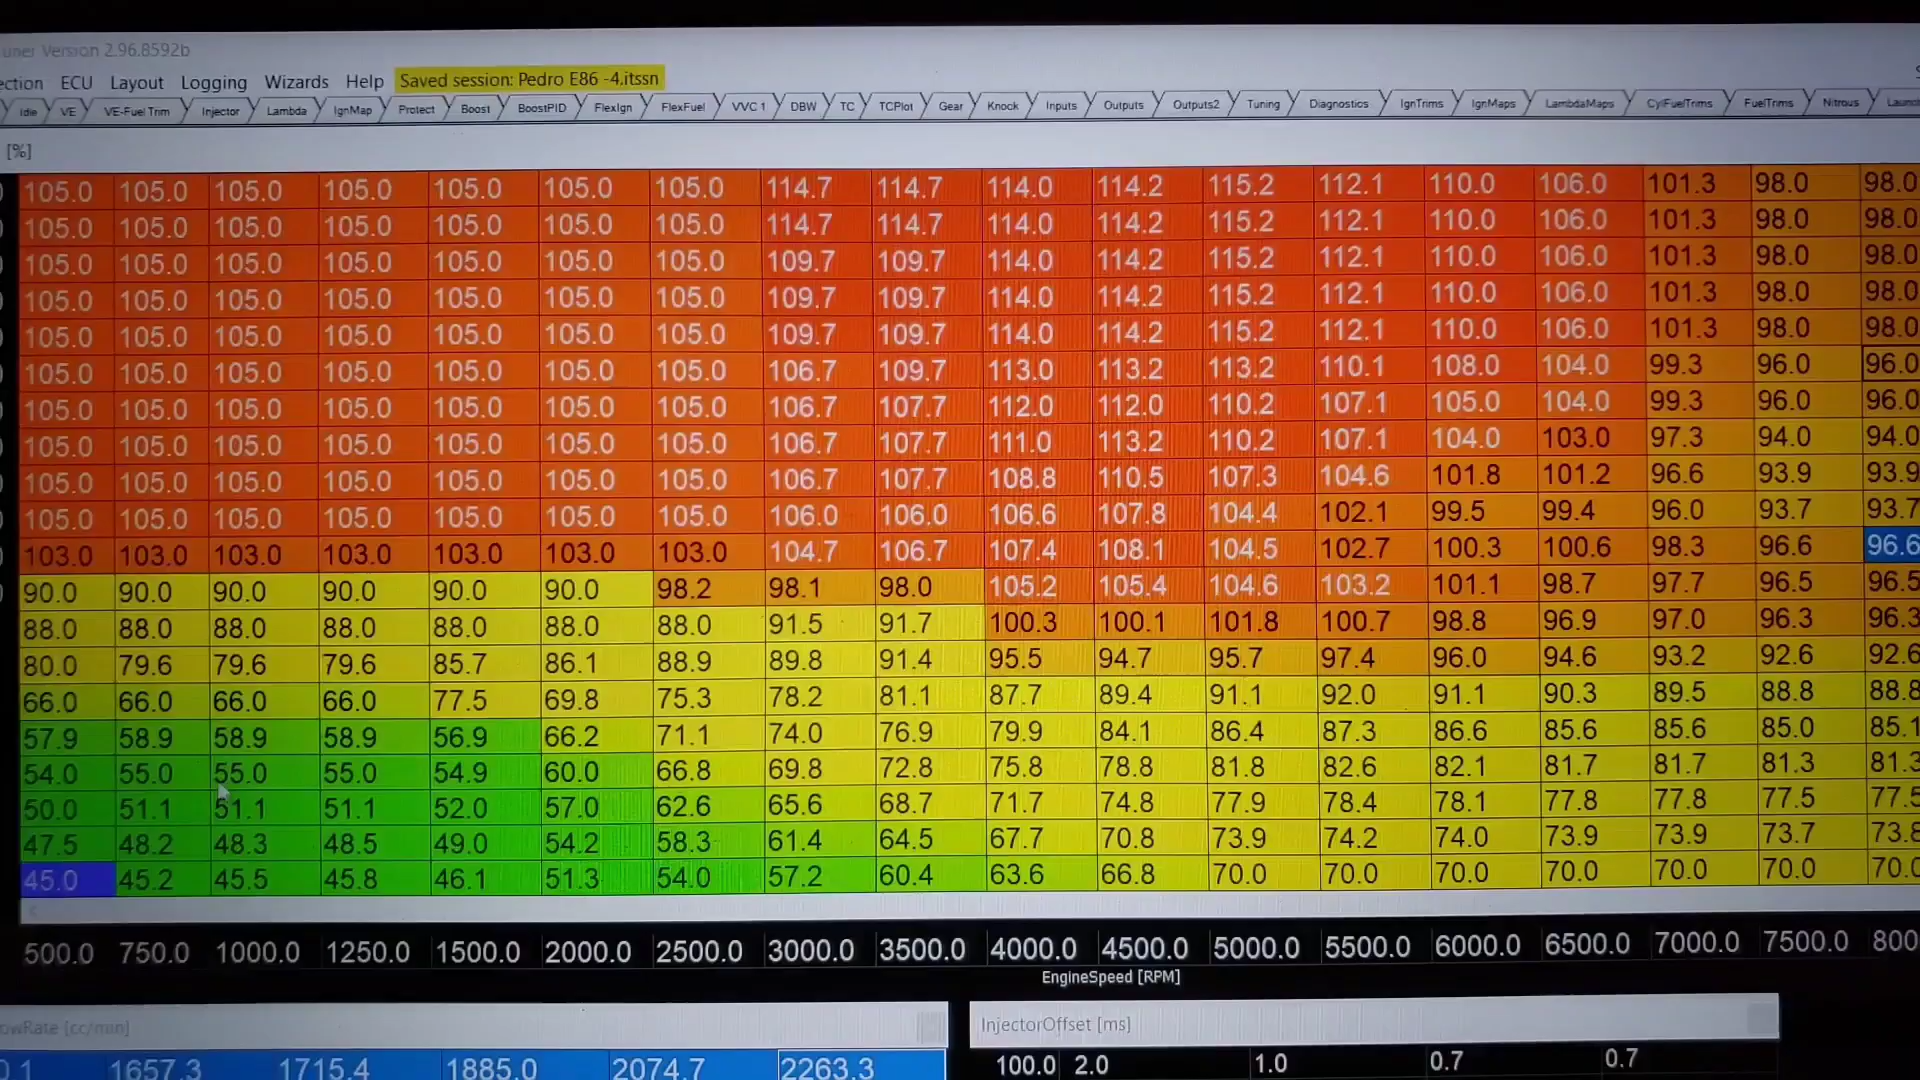 uner Version 2.96.8592b
ction ECU Layout Logging Wizards Help Saved session: Pedro E86 -4.itssn
Idle VE VE-Fuel Trim Injector Lambda IgnMap Protect Boost BoostPID FlexIgn FlexFuel VVC 1 DBW TC TCPlot Gear Knock Inputs Outputs Outputs2 Tuning Diagnostics IgnTrims IgnMaps LambdaMaps CylFuelTrims FuelTrims Nitrous Launc
[%]
105.0 105.0 105.0 105.0 105.0 105.0 105.0 114.7 114.7 114.0 114.2 115.2 112.1 110.0 106.0 101.3 98.0 98.0
105.0 105.0 105.0 105.0 105.0 105.0 105.0 114.7 114.7 114.0 114.2 115.2 112.1 110.0 106.0 101.3 98.0 98.0
105.0 105.0 105.0 105.0 105.0 105.0 105.0 109.7 109.7 114.0 114.2 115.2 112.1 110.0 106.0 101.3 98.0 98.0
105.0 105.0 105.0 105.0 105.0 105.0 105.0 109.7 109.7 114.0 114.2 115.2 112.1 110.0 106.0 101.3 98.0 98.0
105.0 105.0 105.0 105.0 105.0 105.0 105.0 109.7 109.7 114.0 114.2 115.2 112.1 110.0 106.0 101.3 98.0 98.0
105.0 105.0 105.0 105.0 105.0 105.0 105.0 106.7 109.7 113.0 113.2 113.2 110.1 108.0 104.0 99.3 96.0 96.0
105.0 105.0 105.0 105.0 105.0 105.0 105.0 106.7 107.7 112.0 112.0 110.2 107.1 105.0 104.0 99.3 96.0 96.0
105.0 105.0 105.0 105.0 105.0 105.0 105.0 106.7 107.7 111.0 113.2 110.2 107.1 104.0 103.0 97.3 94.0 94.0
105.0 105.0 105.0 105.0 105.0 105.0 105.0 106.7 107.7 108.8 110.5 107.3 104.6 101.8 101.2 96.6 93.9 93.9
105.0 105.0 105.0 105.0 105.0 105.0 105.0 106.0 106.0 106.6 107.8 104.4 102.1 99.5 99.4 96.0 93.7 93.7
103.0 103.0 103.0 103.0 103.0 103.0 103.0 104.7 106.7 107.4 108.1 104.5 102.7 100.3 100.6 98.3 96.6 96.6
90.0 90.0 90.0 90.0 90.0 90.0 98.2 98.1 98.0 105.2 105.4 104.6 103.2 101.1 98.7 97.7 96.5 96.5
88.0 88.0 88.0 88.0 88.0 88.0 88.0 91.5 91.7 100.3 100.1 101.8 100.7 98.8 96.9 97.0 96.3 96.3
80.0 79.6 79.6 79.6 85.7 86.1 88.9 89.8 91.4 95.5 94.7 95.7 97.4 96.0 94.6 93.2 92.6 92.6
66.0 66.0 66.0 66.0 77.5 69.8 75.3 78.2 81.1 87.7 89.4 91.1 92.0 91.1 90.3 89.5 88.8 88.8
57.9 58.9 58.9 58.9 56.9 66.2 71.1 74.0 76.9 79.9 84.1 86.4 87.3 86.6 85.6 85.6 85.0 85.1
54.0 55.0 55.0 55.0 54.9 60.0 66.8 69.8 72.8 75.8 78.8 81.8 82.6 82.1 81.7 81.7 81.3 81.3
50.0 51.1 51.1 51.1 52.0 57.0 62.6 65.6 68.7 71.7 74.8 77.9 78.4 78.1 77.8 77.8 77.5 77.5
47.5 48.2 48.3 48.5 49.0 54.2 58.3 61.4 64.5 67.7 70.8 73.9 74.2 74.0 73.9 73.9 73.7 73.8
45.0 45.2 45.5 45.8 46.1 51.3 54.0 57.2 60.4 63.6 66.8 70.0 70.0 70.0 70.0 70.0 70.0 70.0
500.0 750.0 1000.0 1250.0 1500.0 2000.0 2500.0 3000.0 3500.0 4000.0 4500.0 5000.0 5500.0 6000.0 6500.0 7000.0 7500.0 800
EngineSpeed [RPM]
owRate [cc/min] InjectorOffset [ms]
0.1 1657.3 1715.4 1885.0 2074.7 2263.3 100.0 2.0 1.0 0.7 0.7